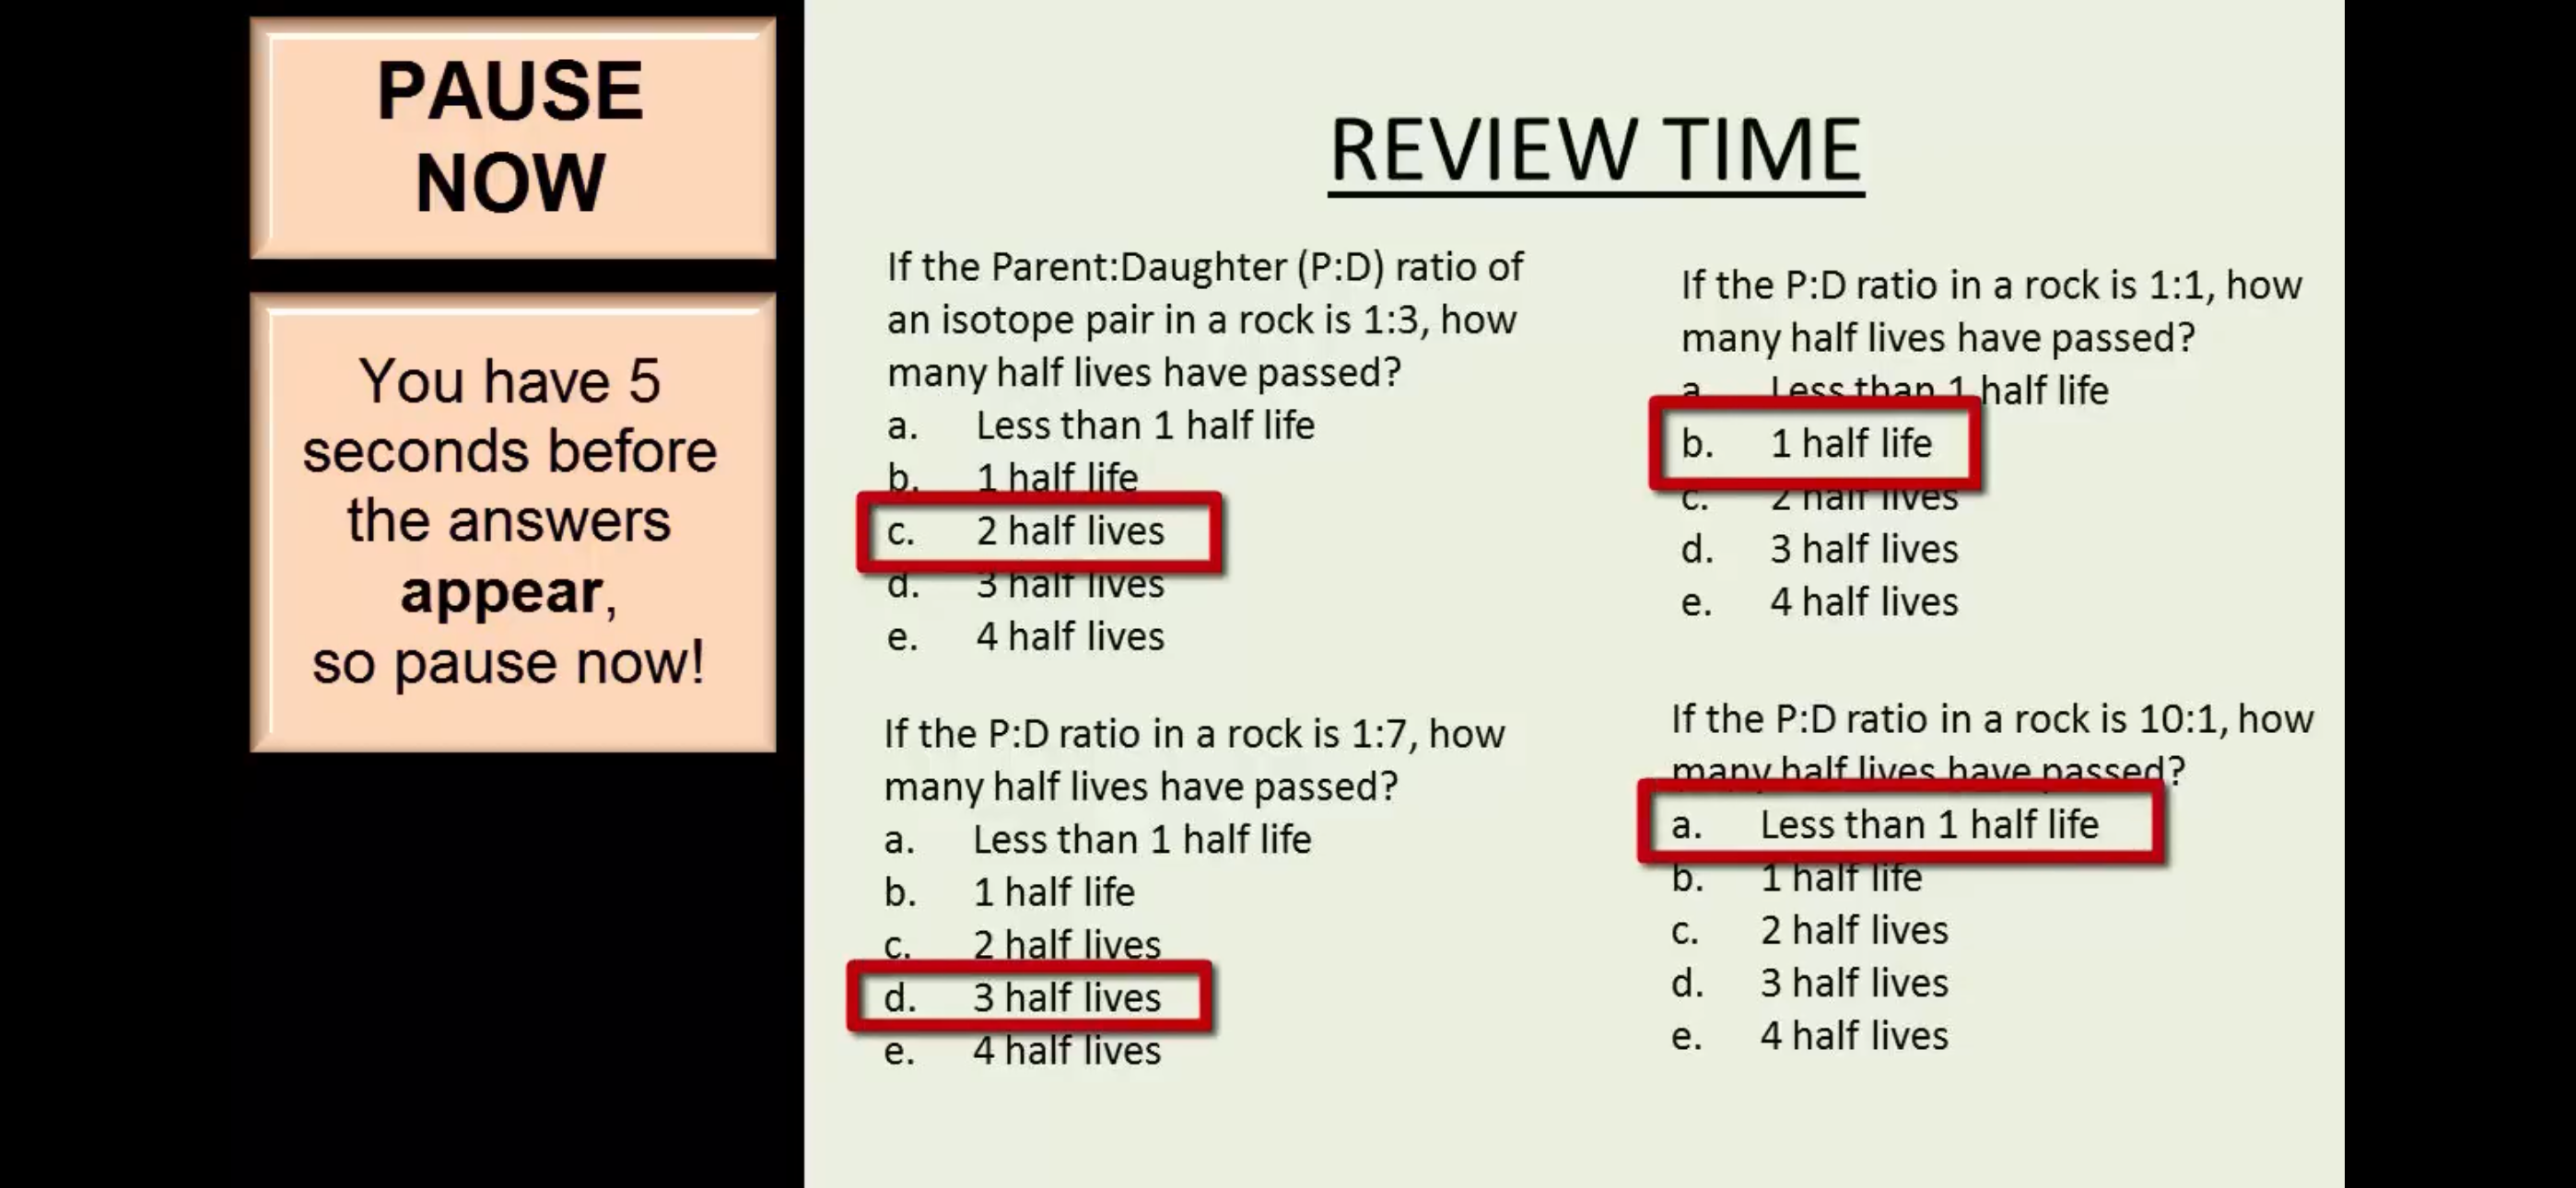 PAUSE
NOW
You have 5
seconds before
the answers
appear,
so pause now!
REVIEW TIME
If the Parent:Daughter (P:D) ratio of
an isotope pair in a rock is 1:3, how
many half lives have passed?
a. Less than 1 half life
b. 1 half life
c. 2 half lives
d. 3 half lives
e. 4 half lives
If the P:D ratio in a rock is 1:1, how
many half lives have passed?
a. Less than 1 half life
b. 1 half life
c. 2 half lives
d. 3 half lives
e. 4 half lives
If the P:D ratio in a rock is 1:7, how
many half lives have passed?
a. Less than 1 half life
b. 1 half life
c. 2 half lives
d. 3 half lives
e. 4 half lives
If the P:D ratio in a rock is 10:1, how
many half lives have passed?
a. Less than 1 half life
b. 1 half life
c. 2 half lives
d. 3 half lives
e. 4 half lives